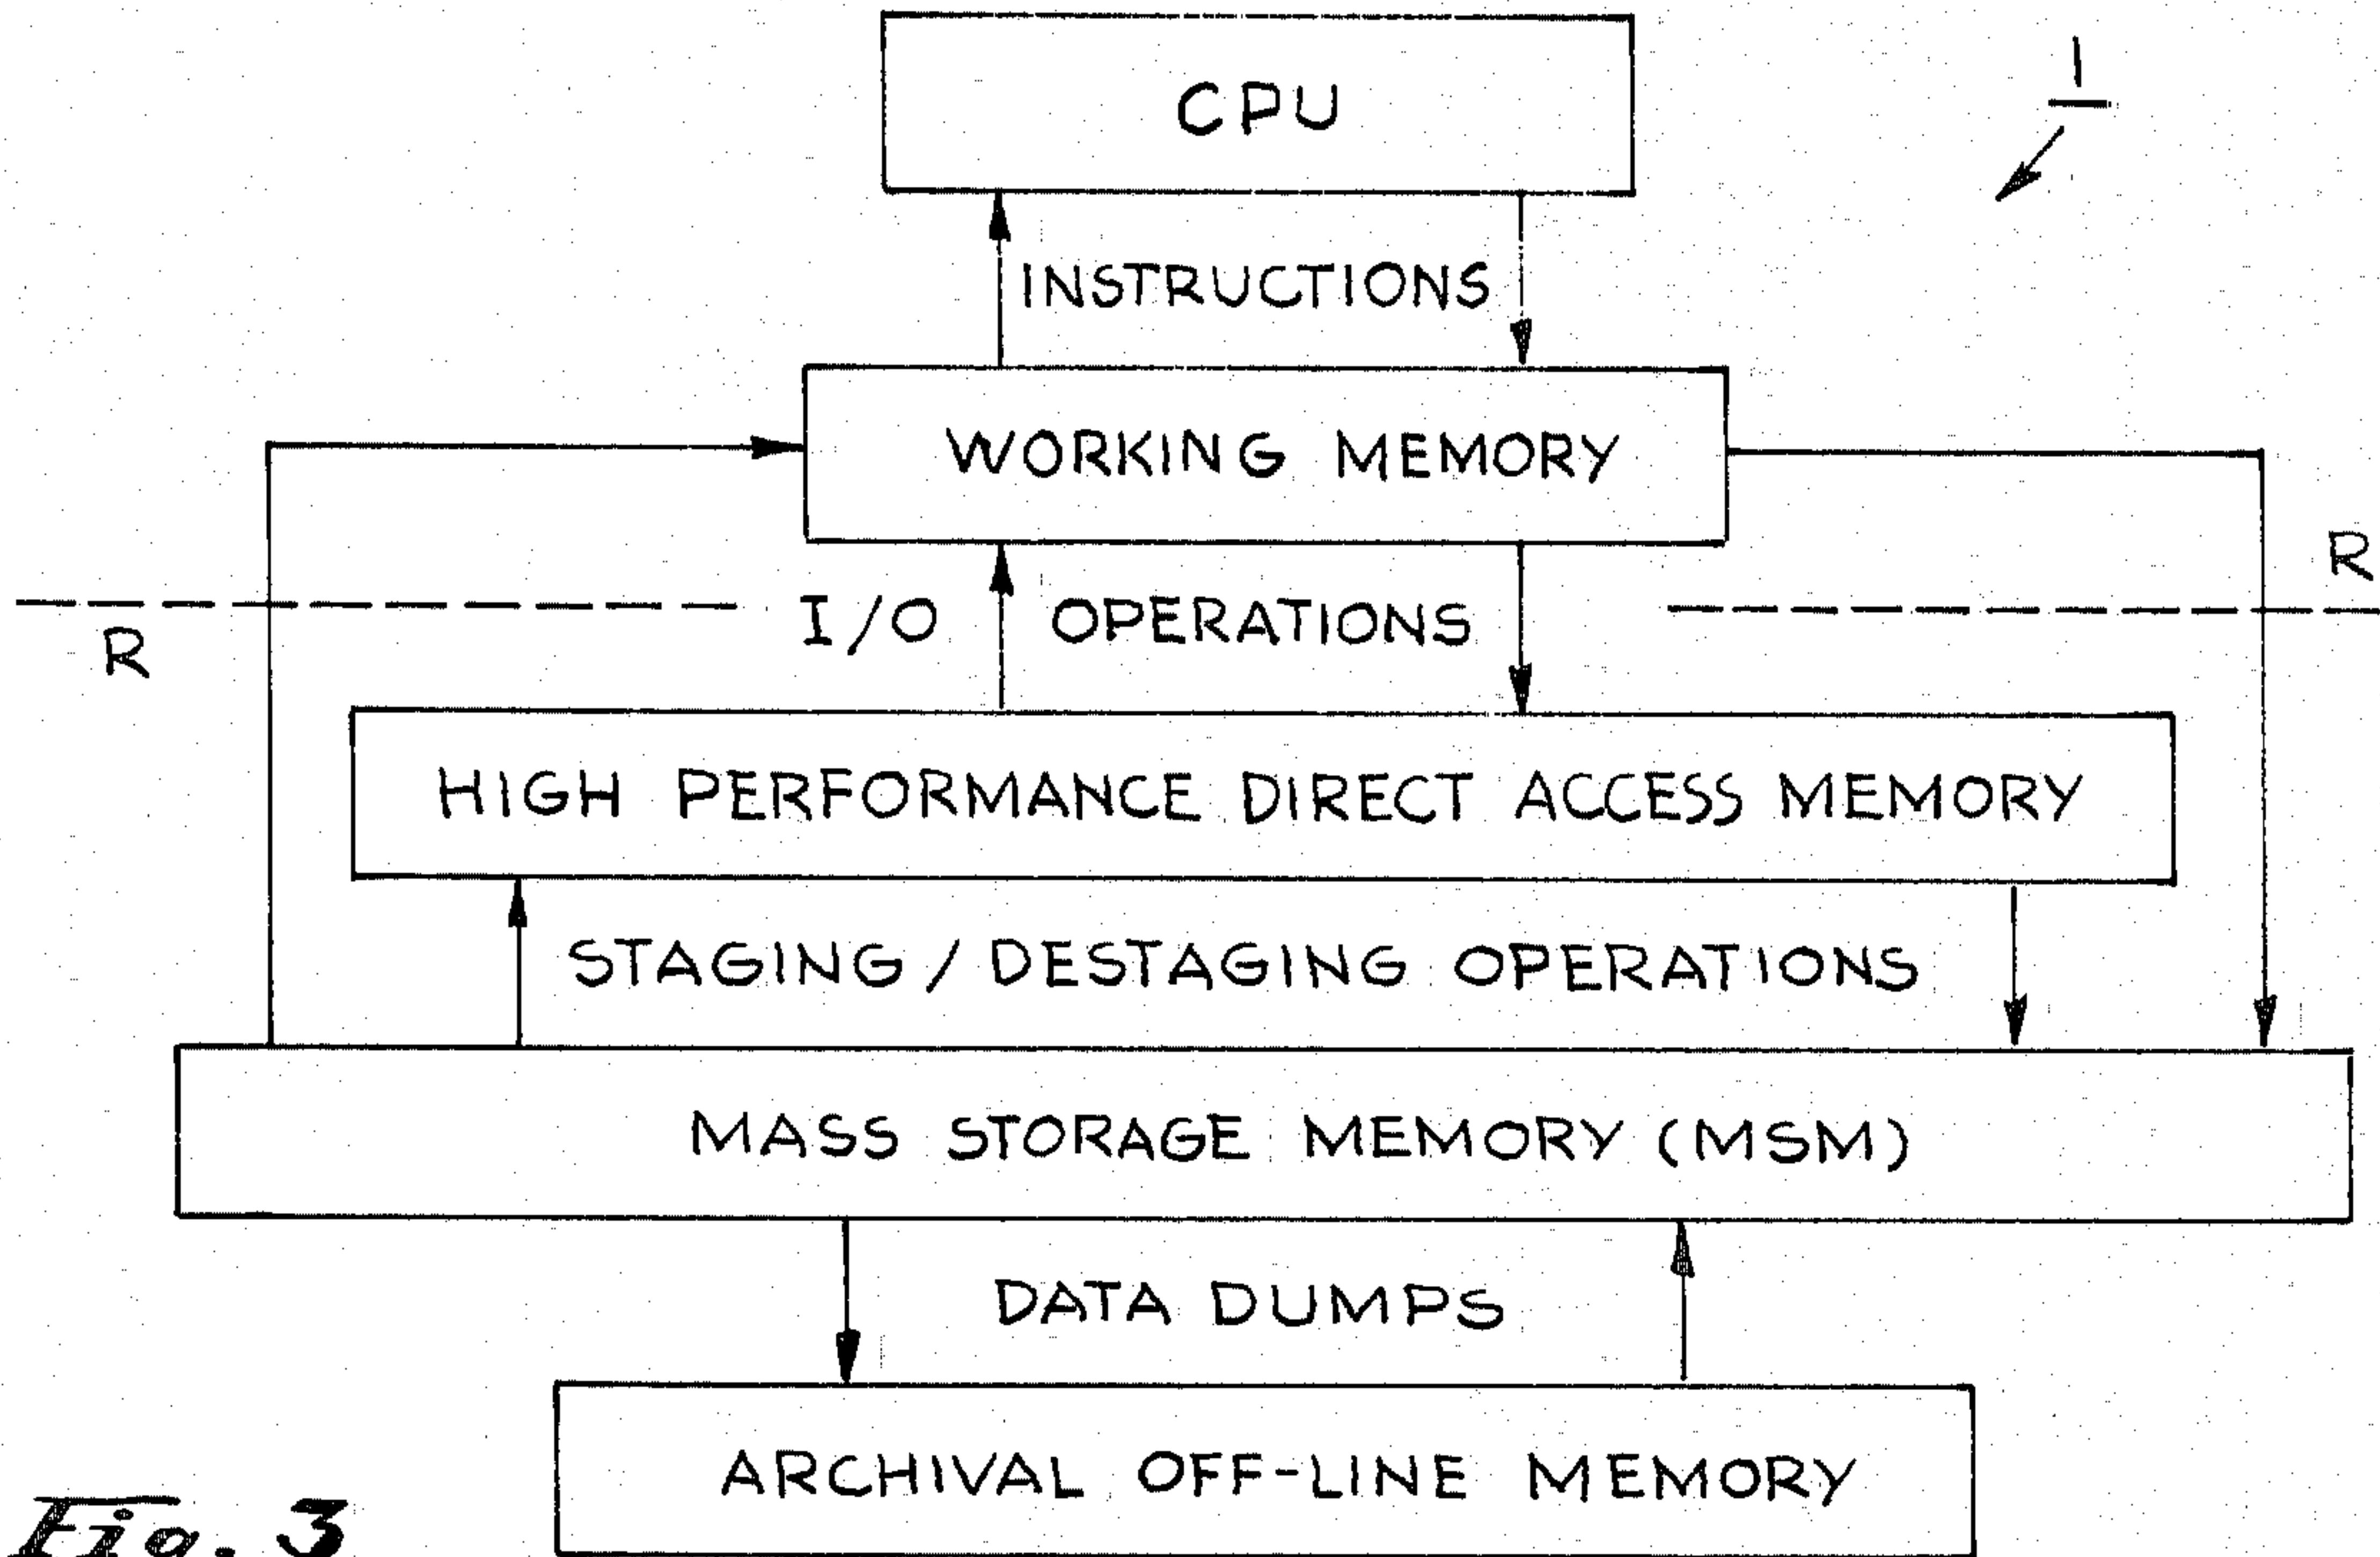 CPU
1
INSTRUCTIONS
WORKING MEMORY
R
I/O OPERATIONS
R
HIGH PERFORMANCE DIRECT ACCESS MEMORY
STAGING / DESTAGING OPERATIONS
MASS STORAGE MEMORY (MSM)
DATA DUMPS
ARCHIVAL OFF-LINE MEMORY
Fig. 3